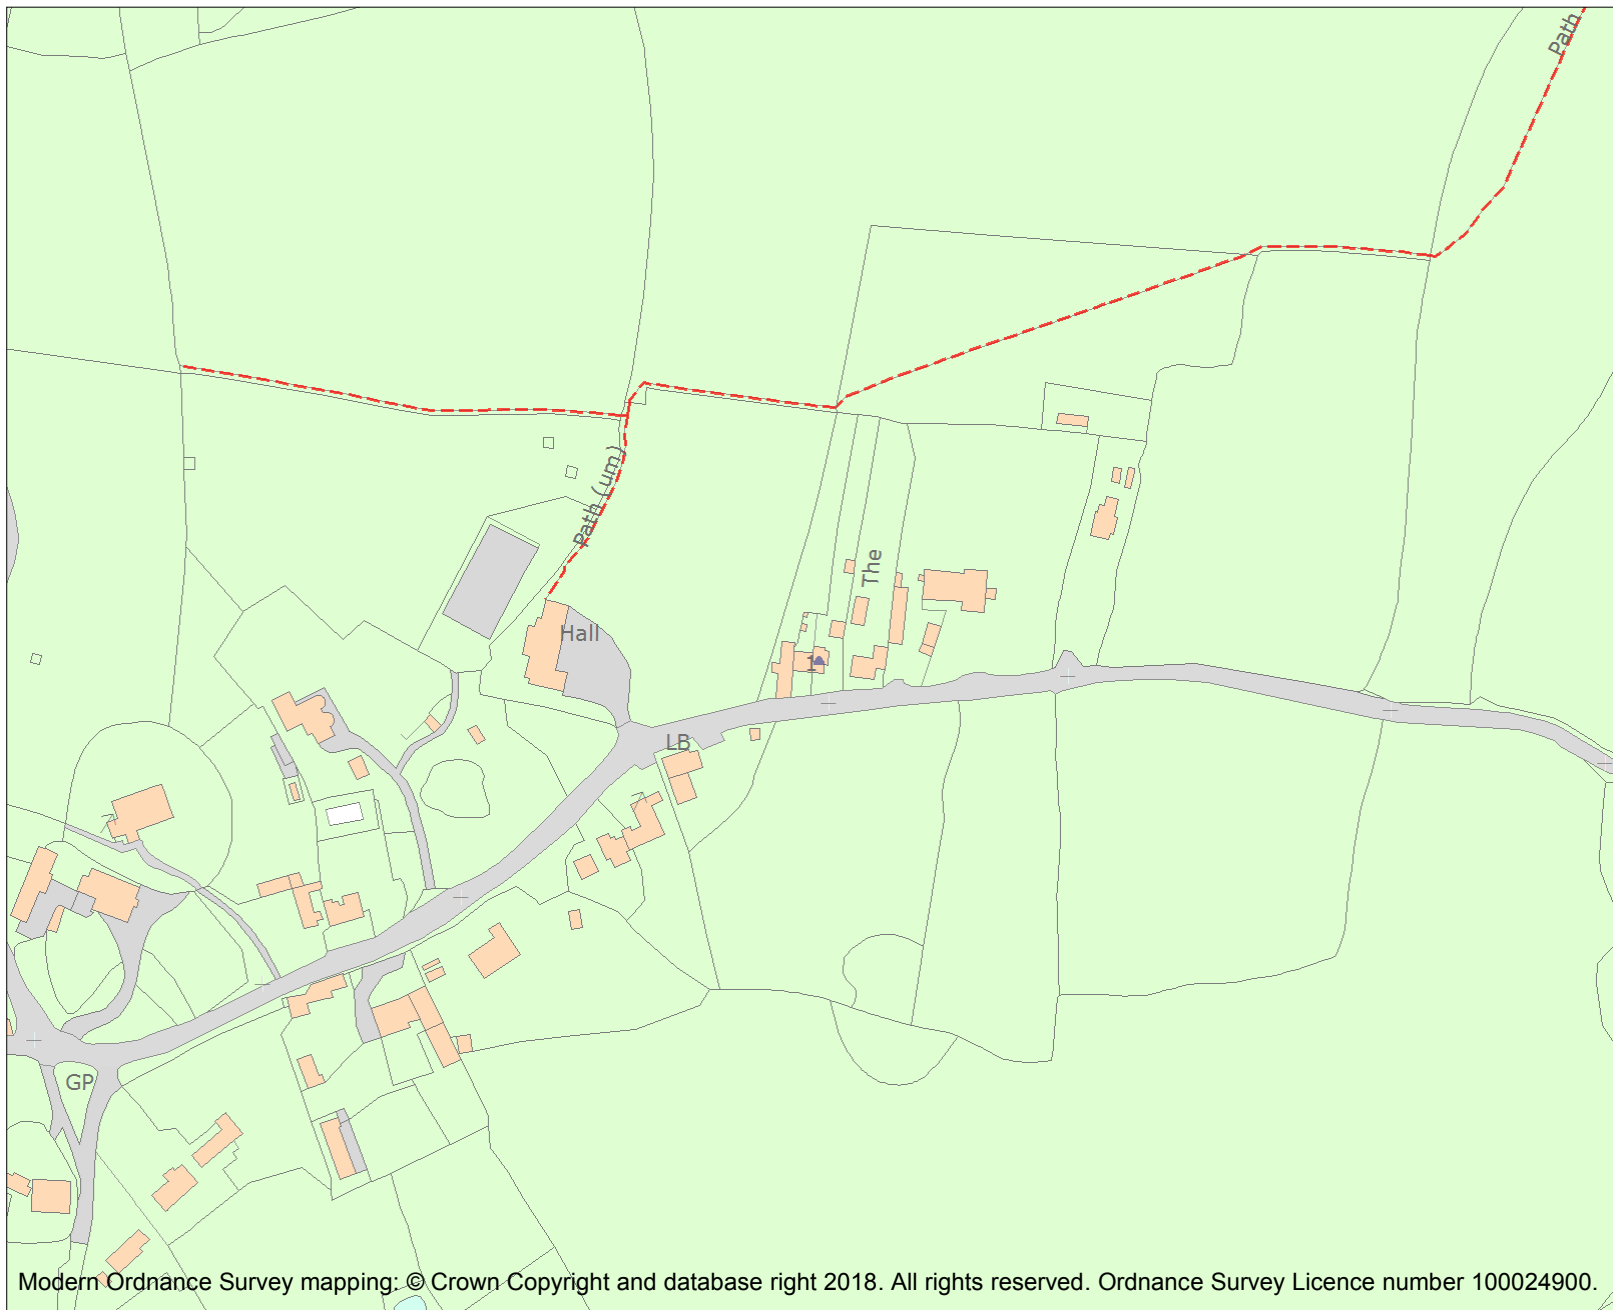 Path
Path (um)
The
Hall
1
LB
GP
Modern Ordnance Survey mapping: © Crown Copyright and database right 2018. All rights reserved. Ordnance Survey Licence number 100024900.